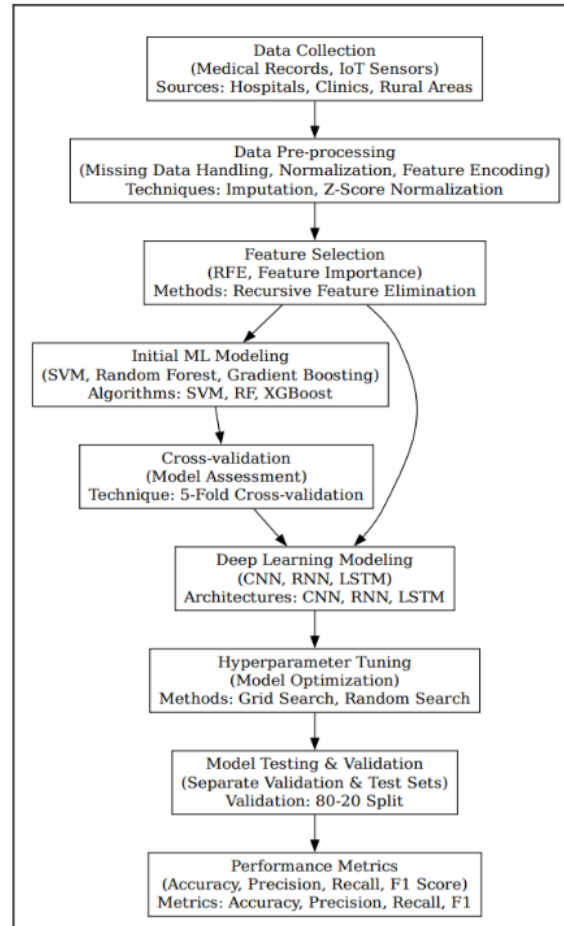 Data Collection
(Medical Records, IoT Sensors)
Sources: Hospitals, Clinics, Rural Areas
Data Pre-processing
(Missing Data Handling, Normalization, Feature Encoding)
Techniques: Imputation, Z-Score Normalization
Feature Selection
(RFE, Feature Importance)
Methods: Recursive Feature Elimination
Initial ML Modeling
(SVM, Random Forest, Gradient Boosting)
Algorithms: SVM, RF, XGBoost
Cross-validation
(Model Assessment)
Technique: 5-Fold Cross-validation
Deep Learning Modeling
(CNN, RNN, LSTM)
Architectures: CNN, RNN, LSTM
Hyperparameter Tuning
(Model Optimization)
Methods: Grid Search, Random Search
Model Testing & Validation
(Separate Validation & Test Sets)
Validation: 80-20 Split
Performance Metrics
(Accuracy, Precision, Recall, F1 Score)
Metrics: Accuracy, Precision, Recall, F1